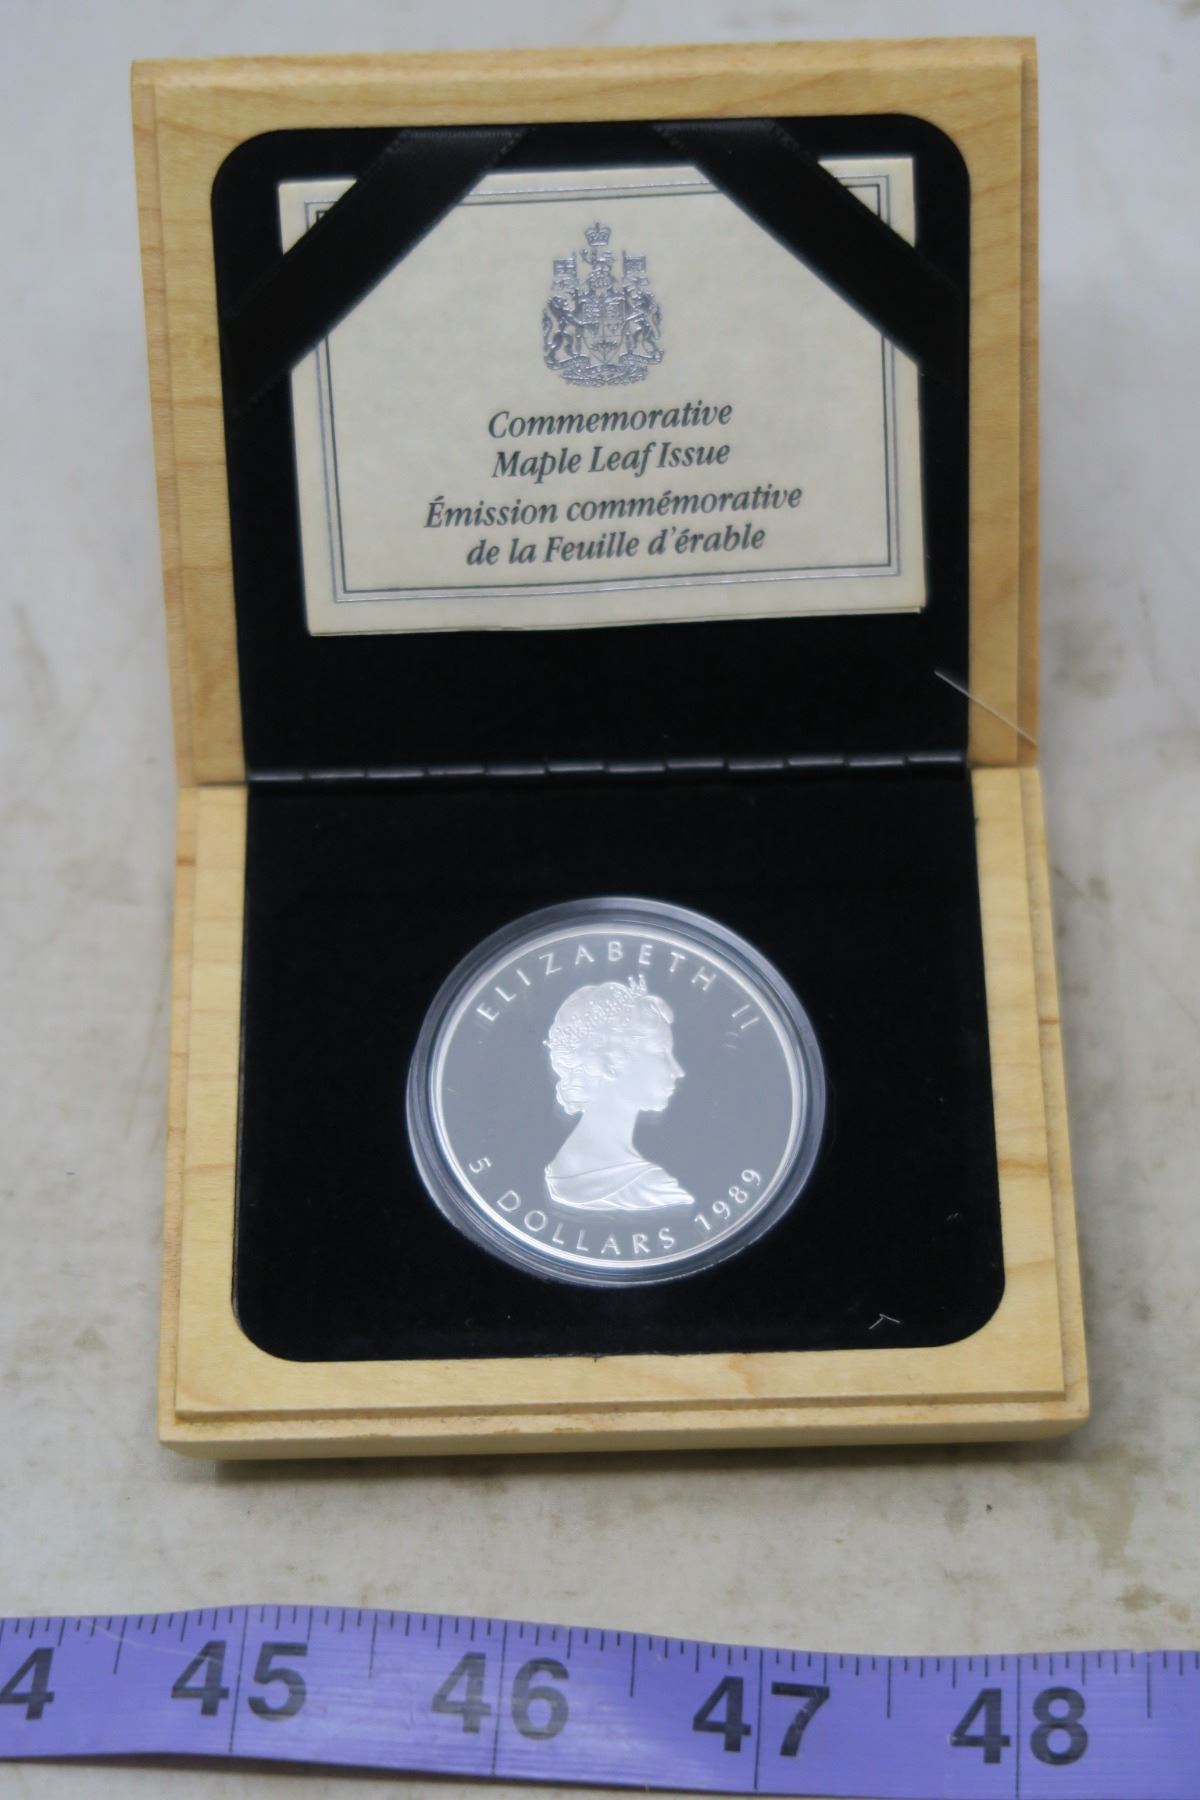 Commemorative
Maple Leaf Issue
Émission commémorative
de la Feuille d'érable
ELIZABETH II
5 DOLLARS 1989
4 45 46 47 48